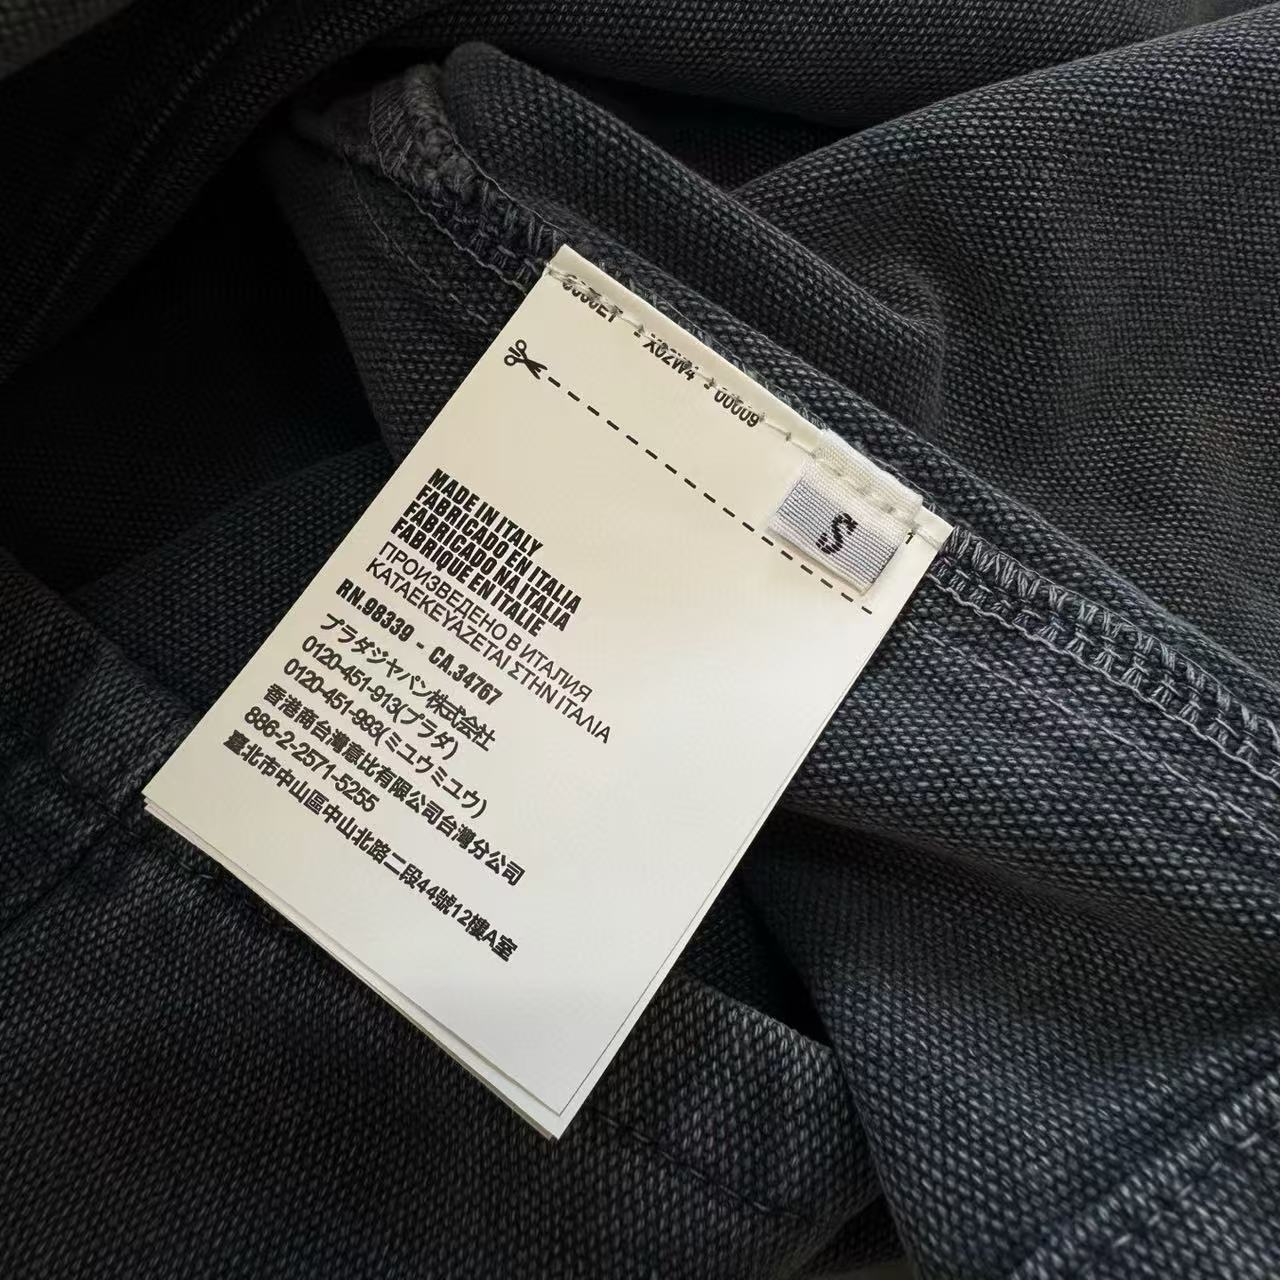 X02W4
00009
S
MADE IN ITALY
FABRICADO EN ITALIA
FABRICADO NA ITALIA
FABRIQUE EN ITALIE
ПРОИЗВЕДЕНО В ИТАЛИЯ
ΚΑΤΑΕΚΕΥΑΖΕΤΑΙ ΣΤΗΝ ΙΤΑΛΙΑ
RN.98339 - CA.34767
プラダジャパン株式会社
0120-451-913(プラダ)
0120-451-993(ミュウミュウ)
香港商台灣意比有限公司台灣分公司
886-2-2571-5255
臺北市中山區中山北路二段44號12樓A室